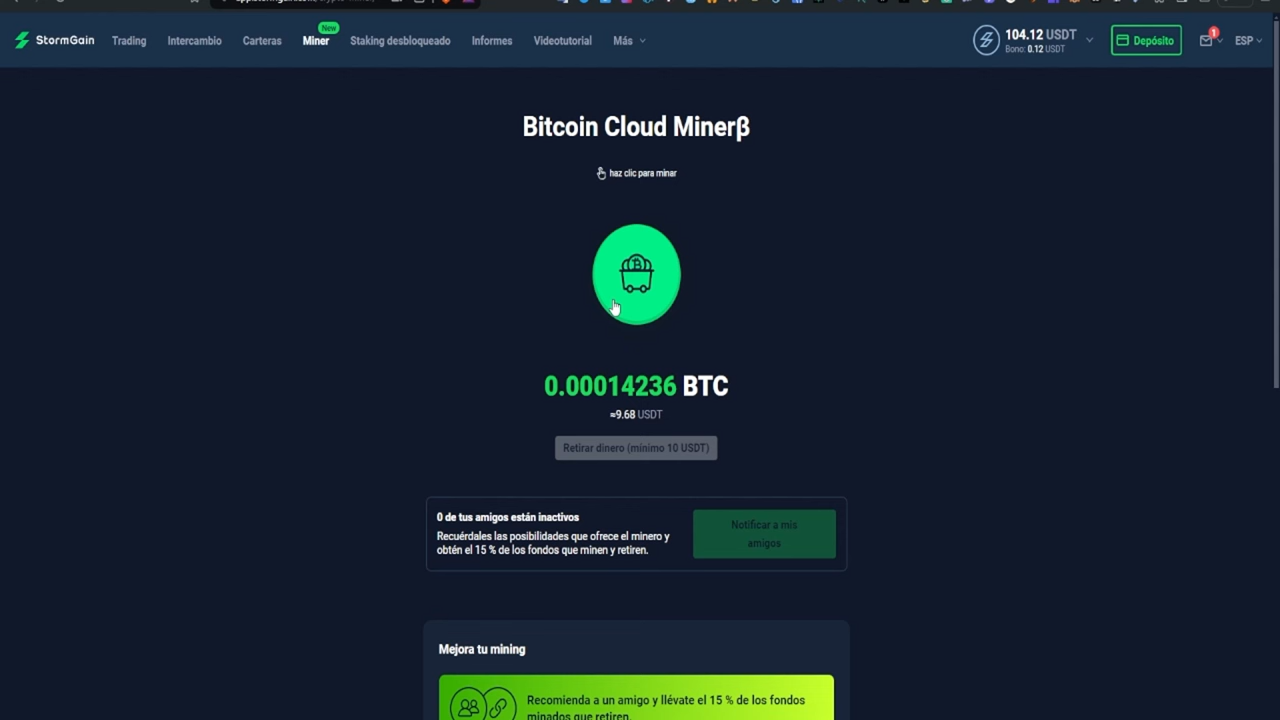 StormGain
Trading
Intercambio
Carteras
Miner
New
Staking desbloqueado
Informes
Videotutorial
Más
104.12 USDT
Bono: 0.12 USDT
Depósito
1
ESP
Bitcoin Cloud Minerβ
haz clic para minar
0.00014236 BTC
≈9.68 USDT
Retirar dinero (mínimo 10 USDT)
0 de tus amigos están inactivos
Recuérdales las posibilidades que ofrece el minero y
obtén el 15 % de los fondos que minen y retiren.
Notificar a mis
amigos
Mejora tu mining
Recomienda a un amigo y llévate el 15 % de los fondos
minados que retiren.